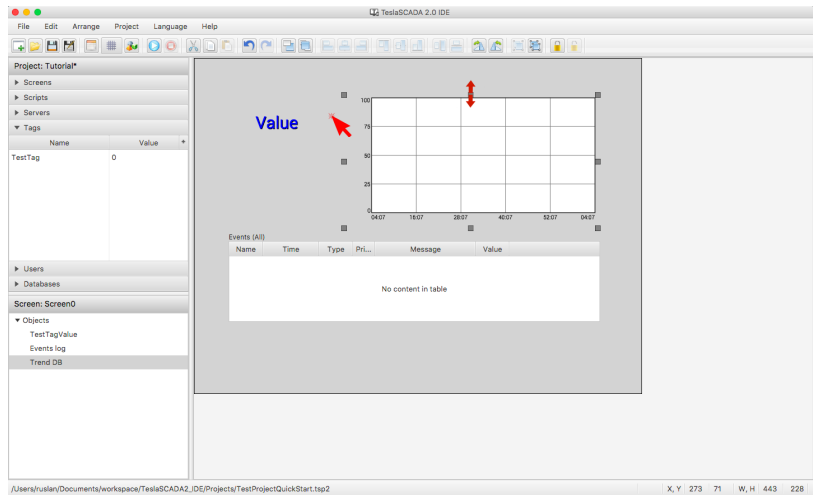 TeslaSCADA 2.0 IDE
File Edit Arrange Project Language Help
Project: Tutorial*
Screens
Scripts
Servers
Tags
Name Value +
TestTag 0
Users
Databases
Screen: Screen0
Objects
TestTagValue
Events log
Trend DB
Value
100
75
50
25
0
04:07 16:07 28:07 40:07 52:07 04:07
Events (All)
Name Time Type Pri... Message Value
No content in table
/Users/ruslan/Documents/workspace/TeslaSCADA2_IDE/Projects/TestProjectQuickStart.tsp2 X, Y 273 71 W, H 443 228